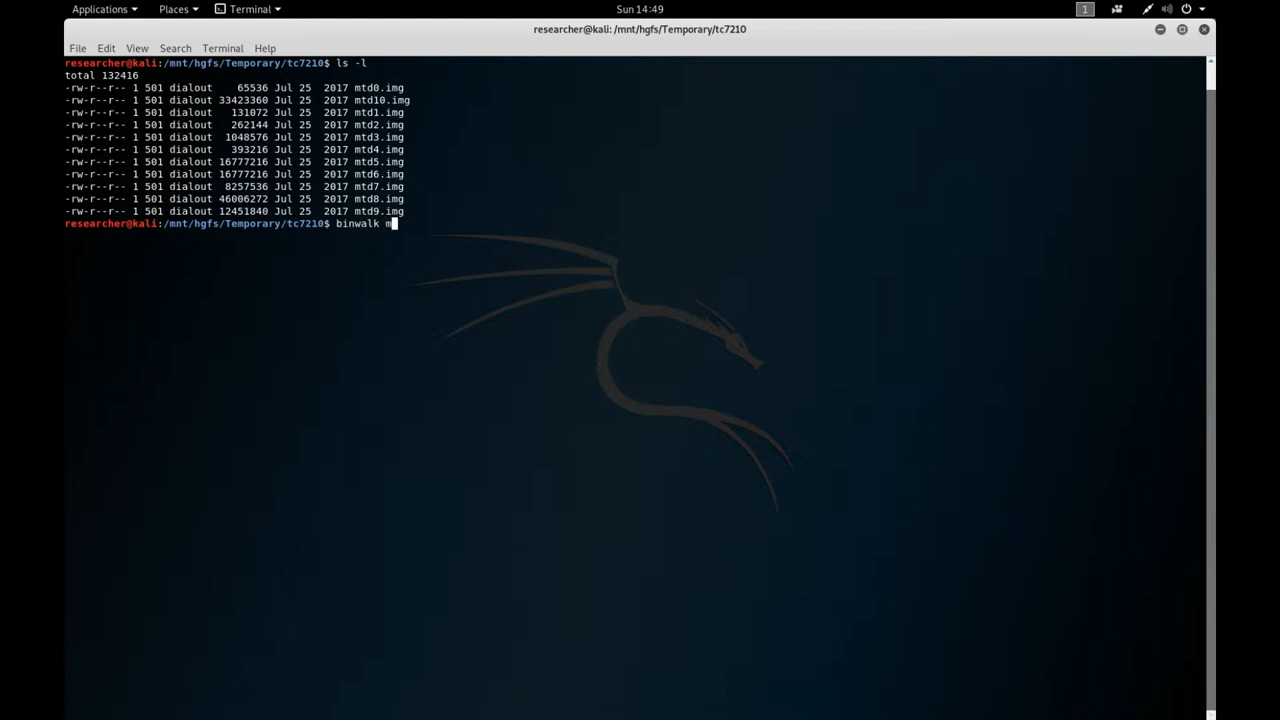 Applications Places Terminal Sun 14:49 1
researcher@kali: /mnt/hgfs/Temporary/tc7210
File Edit View Search Terminal Help
researcher@kali:/mnt/hgfs/Temporary/tc7210$ ls -l
total 132416
-rw-r--r-- 1 501 dialout    65536 Jul 25  2017 mtd0.img
-rw-r--r-- 1 501 dialout 33423360 Jul 25  2017 mtd10.img
-rw-r--r-- 1 501 dialout   131072 Jul 25  2017 mtd1.img
-rw-r--r-- 1 501 dialout   262144 Jul 25  2017 mtd2.img
-rw-r--r-- 1 501 dialout  1048576 Jul 25  2017 mtd3.img
-rw-r--r-- 1 501 dialout   393216 Jul 25  2017 mtd4.img
-rw-r--r-- 1 501 dialout 16777216 Jul 25  2017 mtd5.img
-rw-r--r-- 1 501 dialout 16777216 Jul 25  2017 mtd6.img
-rw-r--r-- 1 501 dialout  8257536 Jul 25  2017 mtd7.img
-rw-r--r-- 1 501 dialout 46006272 Jul 25  2017 mtd8.img
-rw-r--r-- 1 501 dialout 12451840 Jul 25  2017 mtd9.img
researcher@kali:/mnt/hgfs/Temporary/tc7210$ binwalk m